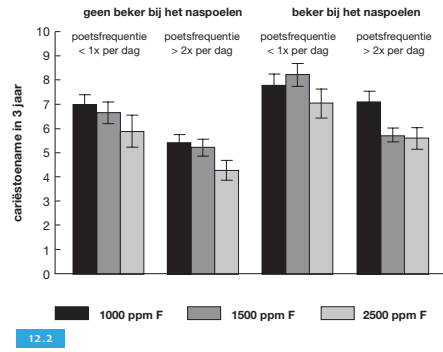 geen beker bij het naspoelen
beker bij het naspoelen
poetsfrequentie
< 1x per dag
poetsfrequentie
> 2x per dag
poetsfrequentie
< 1x per dag
poetsfrequentie
> 2x per dag
cariëstoename in 3 jaar
10
9
8
7
6
5
4
3
2
1
0
1000 ppm F
1500 ppm F
2500 ppm F
12.2